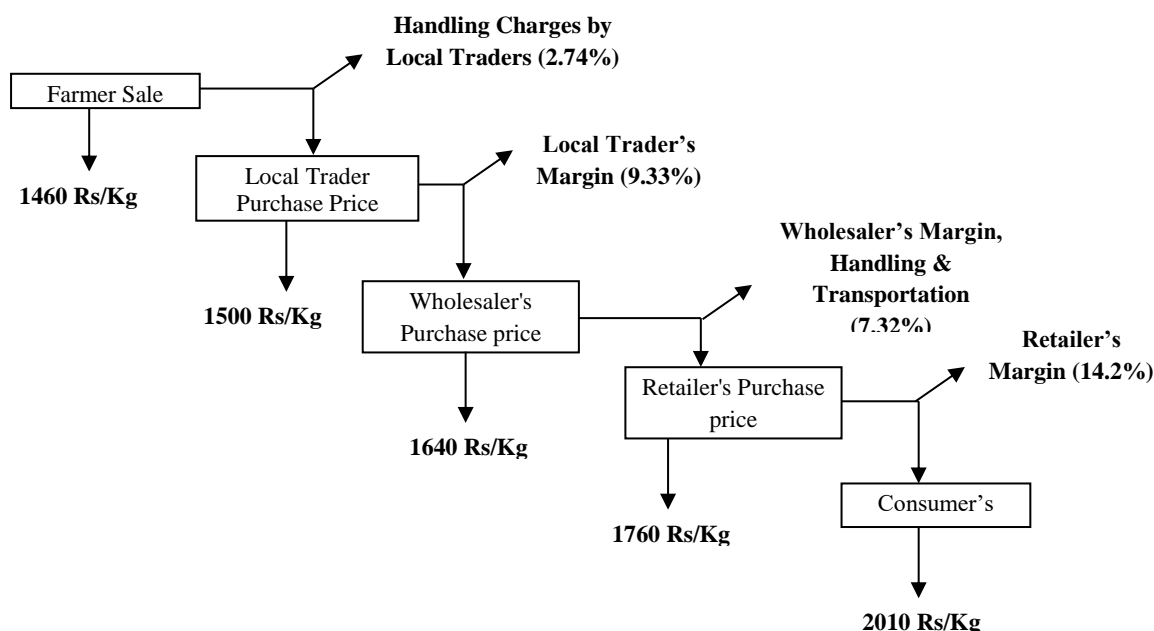 Handling Charges by
Local Traders (2.74%)
Farmer Sale
1460 Rs/Kg
Local Trader
Purchase Price
Local Trader’s
Margin (9.33%)
1500 Rs/Kg
Wholesaler's
Purchase price
Wholesaler’s Margin,
Handling &
Transportation
(7.32%)
1640 Rs/Kg
Retailer's Purchase
price
Retailer’s
Margin (14.2%)
1760 Rs/Kg
Consumer’s
2010 Rs/Kg